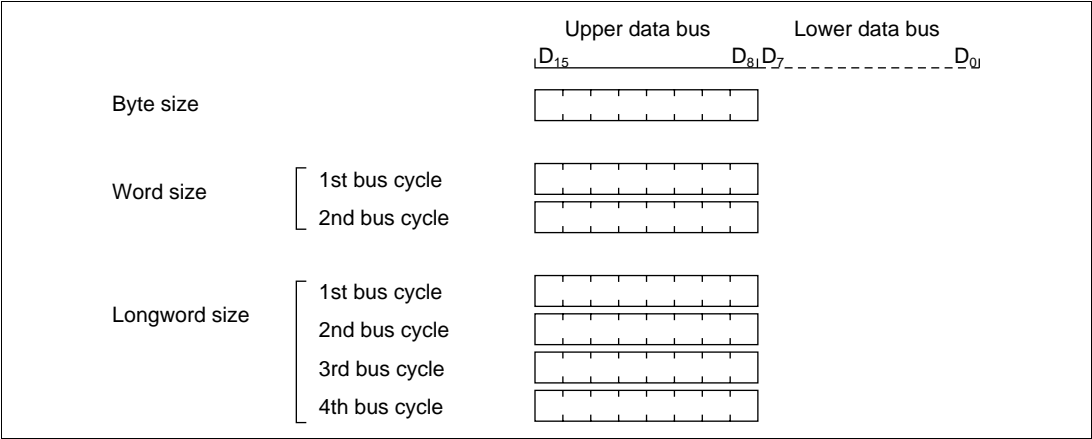 Upper data bus Lower data bus
D15 D8 D7 D0
Byte size
Word size
1st bus cycle
2nd bus cycle
Longword size
1st bus cycle
2nd bus cycle
3rd bus cycle
4th bus cycle